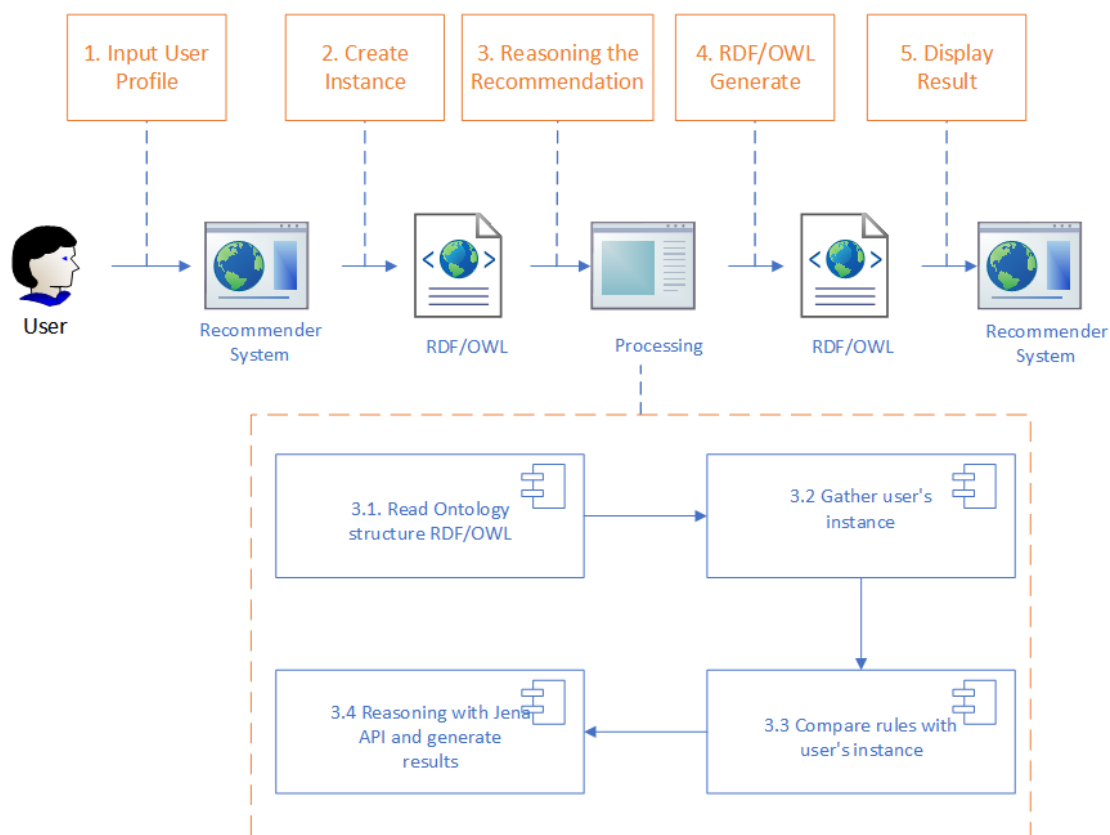 1. Input User
Profile
2. Create
Instance
3. Reasoning the
Recommendation
4. RDF/OWL
Generate
5. Display
Result
User
Recommender
System
RDF/OWL
Processing
RDF/OWL
Recommender
System
3.1. Read Ontology
structure RDF/OWL
3.2 Gather user's
instance
3.4 Reasoning with Jena
API and generate
results
3.3 Compare rules with
user's instance